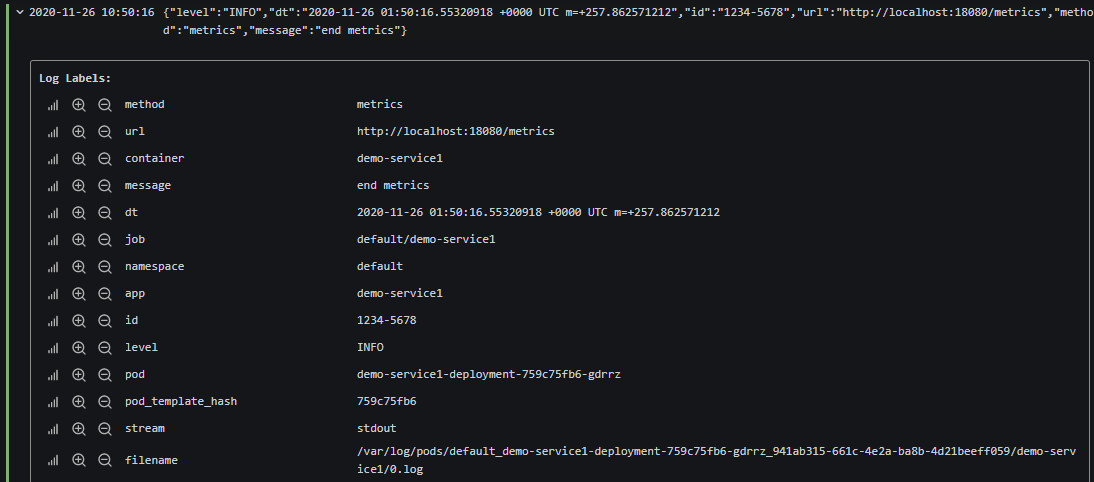 2020-11-26 10:50:16 {"level":"INFO","dt":"2020-11-26 01:50:16.55320918 +0000 UTC m=+257.862571212","id":"1234-5678","url":"http://localhost:18080/metrics","metho
d":"metrics","message":"end metrics"}
Log Labels:
method metrics
url http://localhost:18080/metrics
container demo-service1
message end metrics
dt 2020-11-26 01:50:16.55320918 +0000 UTC m=+257.862571212
job default/demo-service1
namespace default
app demo-service1
id 1234-5678
level INFO
pod demo-service1-deployment-759c75fb6-gdrrz
pod_template_hash 759c75fb6
stream stdout
filename /var/log/pods/default_demo-service1-deployment-759c75fb6-gdrrz_941ab315-661c-4e2a-ba8b-4d21beeff059/demo-serv
ice1/0.log